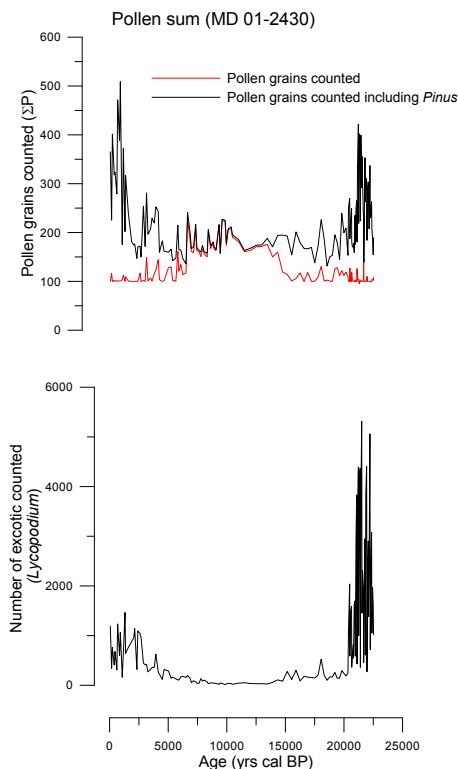 Pollen sum (MD 01-2430)
600
Pollen grains counted
Pollen grains counted including Pinus
500
400
300
200
100
0
Pollen grains counted (ΣP)
6000
4000
2000
0
Number of excotic counted
(Lycopodium)
0 5000 10000 15000 20000 25000
Age (yrs cal BP)